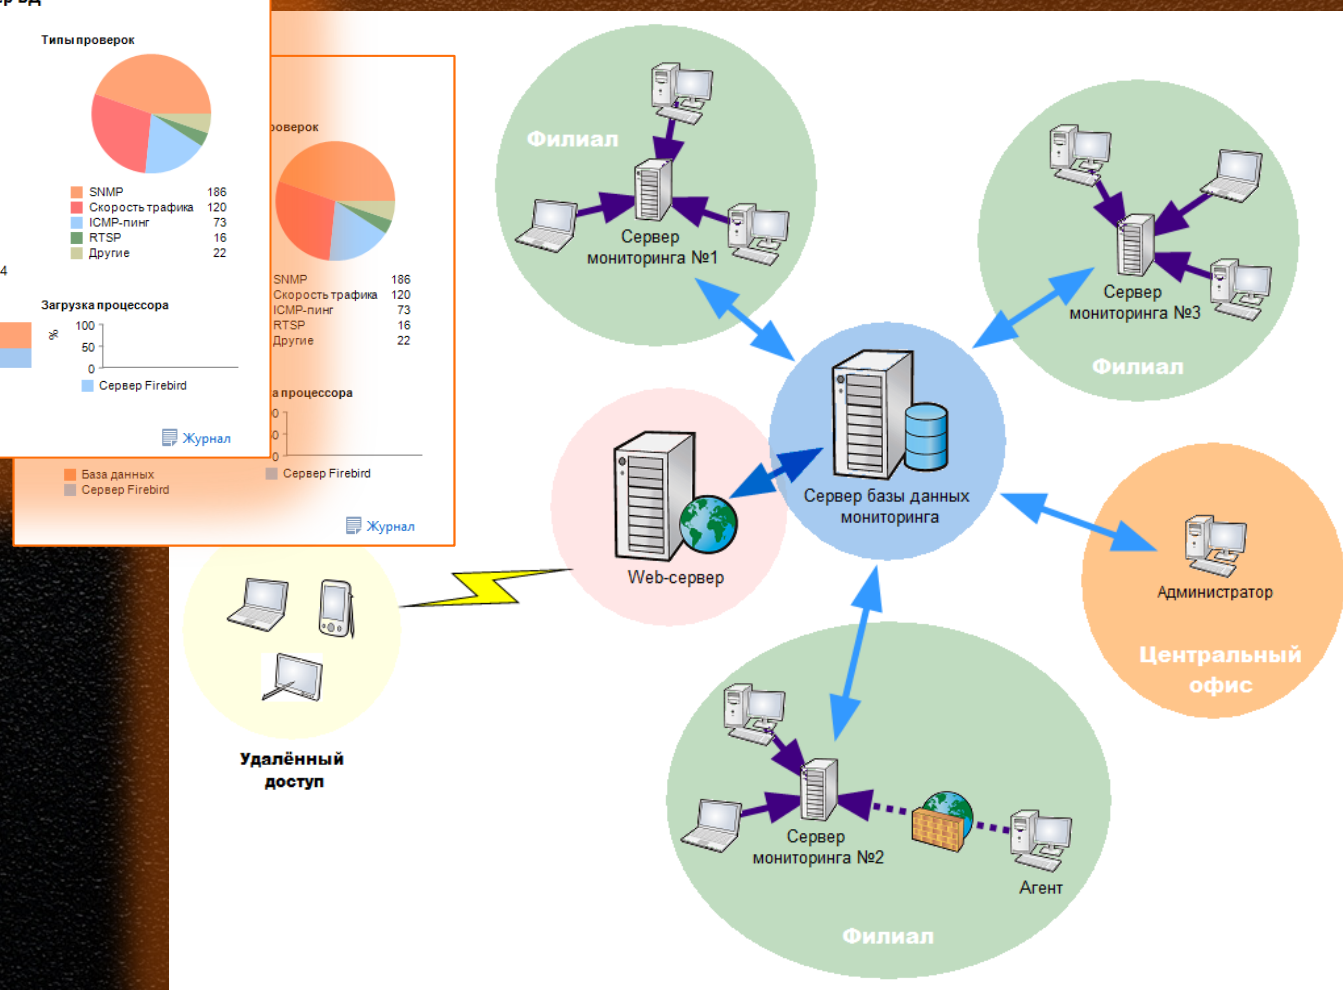 Типы проверок
SNMP 186
Скорость трафика 120
ICMP-пинг 73
RTSP 16
Другие 22
4
Загрузка процессора
%
100
50
0
Сервер Firebird
Журнал
SNMP 186
Скорость трафика 120
ICMP-пинг 73
RTSP 16
Другие 22
процессора
0
База данных
Сервер Firebird
Сервер Firebird
Журнал
Филиал
Сервер
мониторинга №1
Сервер
мониторинга №3
Филиал
Сервер базы данных
мониторинга
Web-сервер
Администратор
Центральный
офис
Удалённый
доступ
Сервер
мониторинга №2
Агент
Филиал